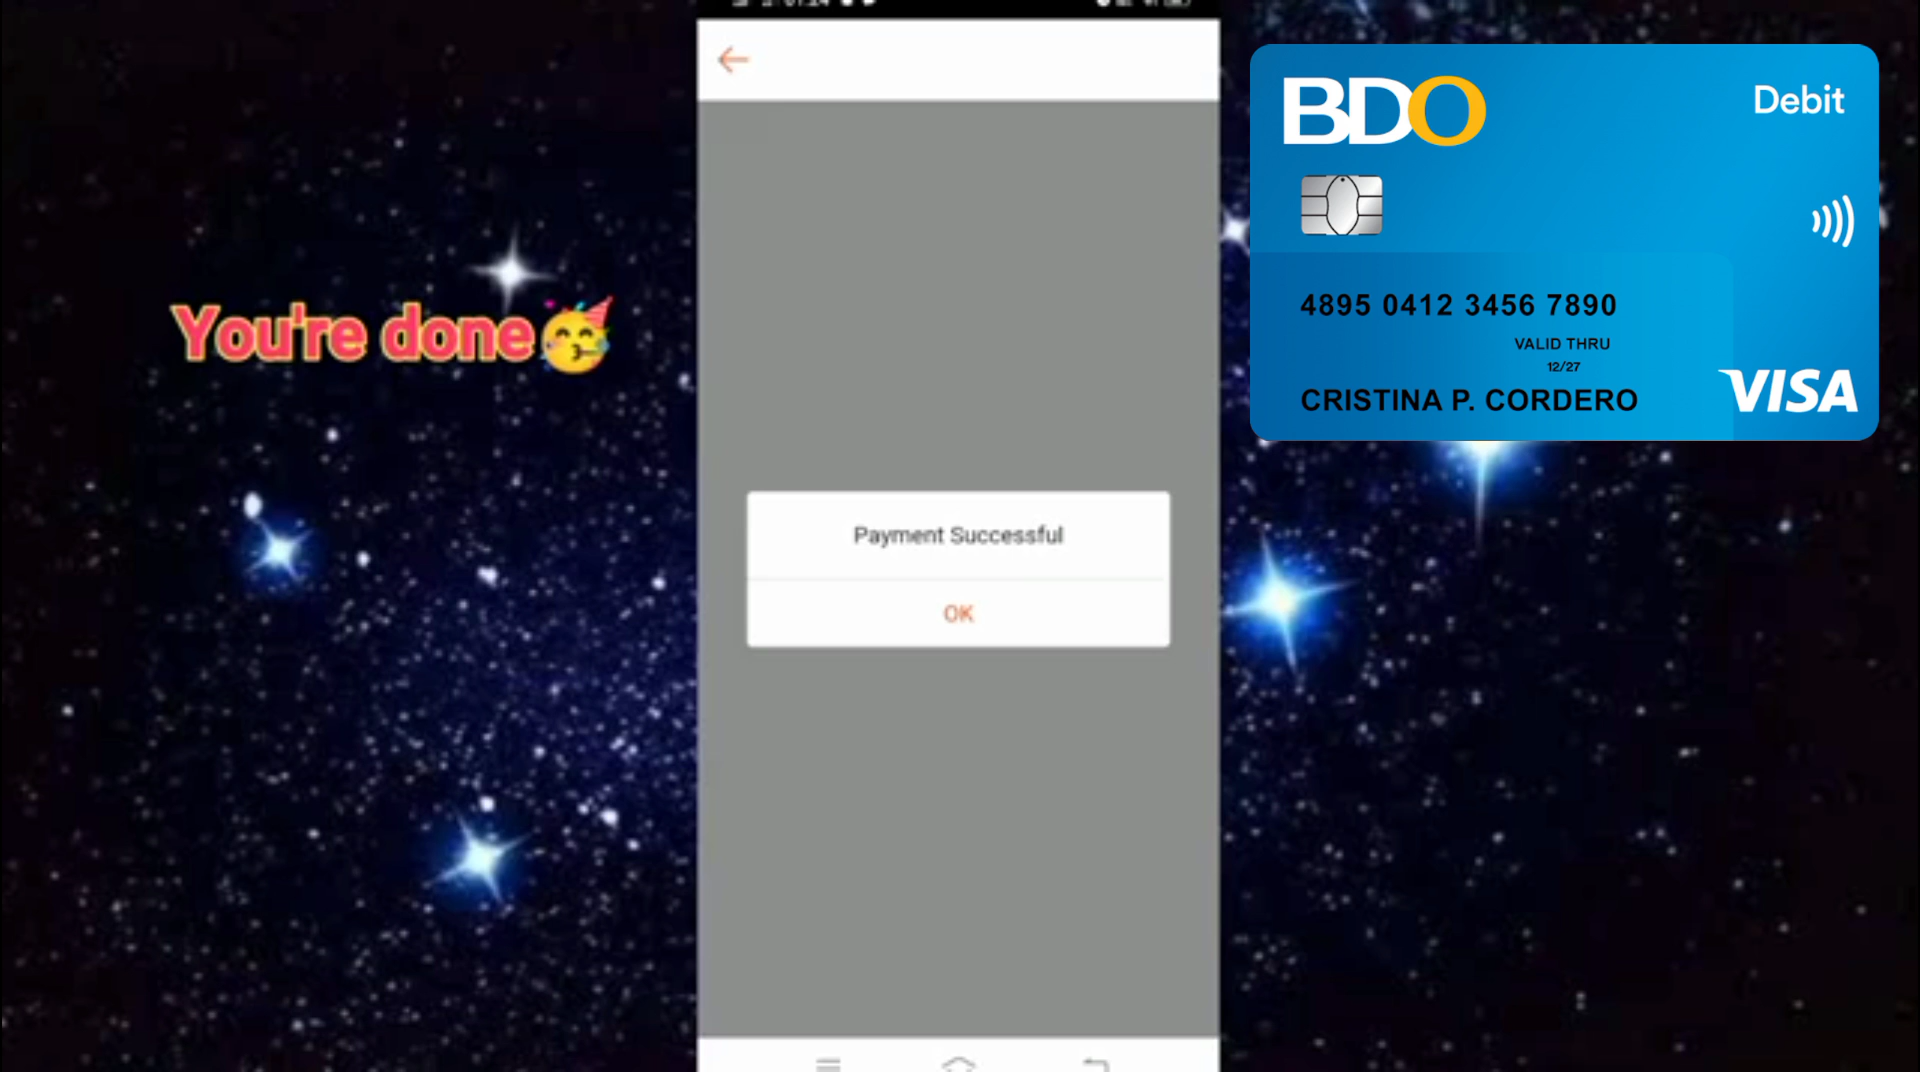 You're done🥳
Payment Successful
OK
BDO
Debit
4895 0412 3456 7890
VALID THRU
12/27
CRISTINA P. CORDERO
VISA